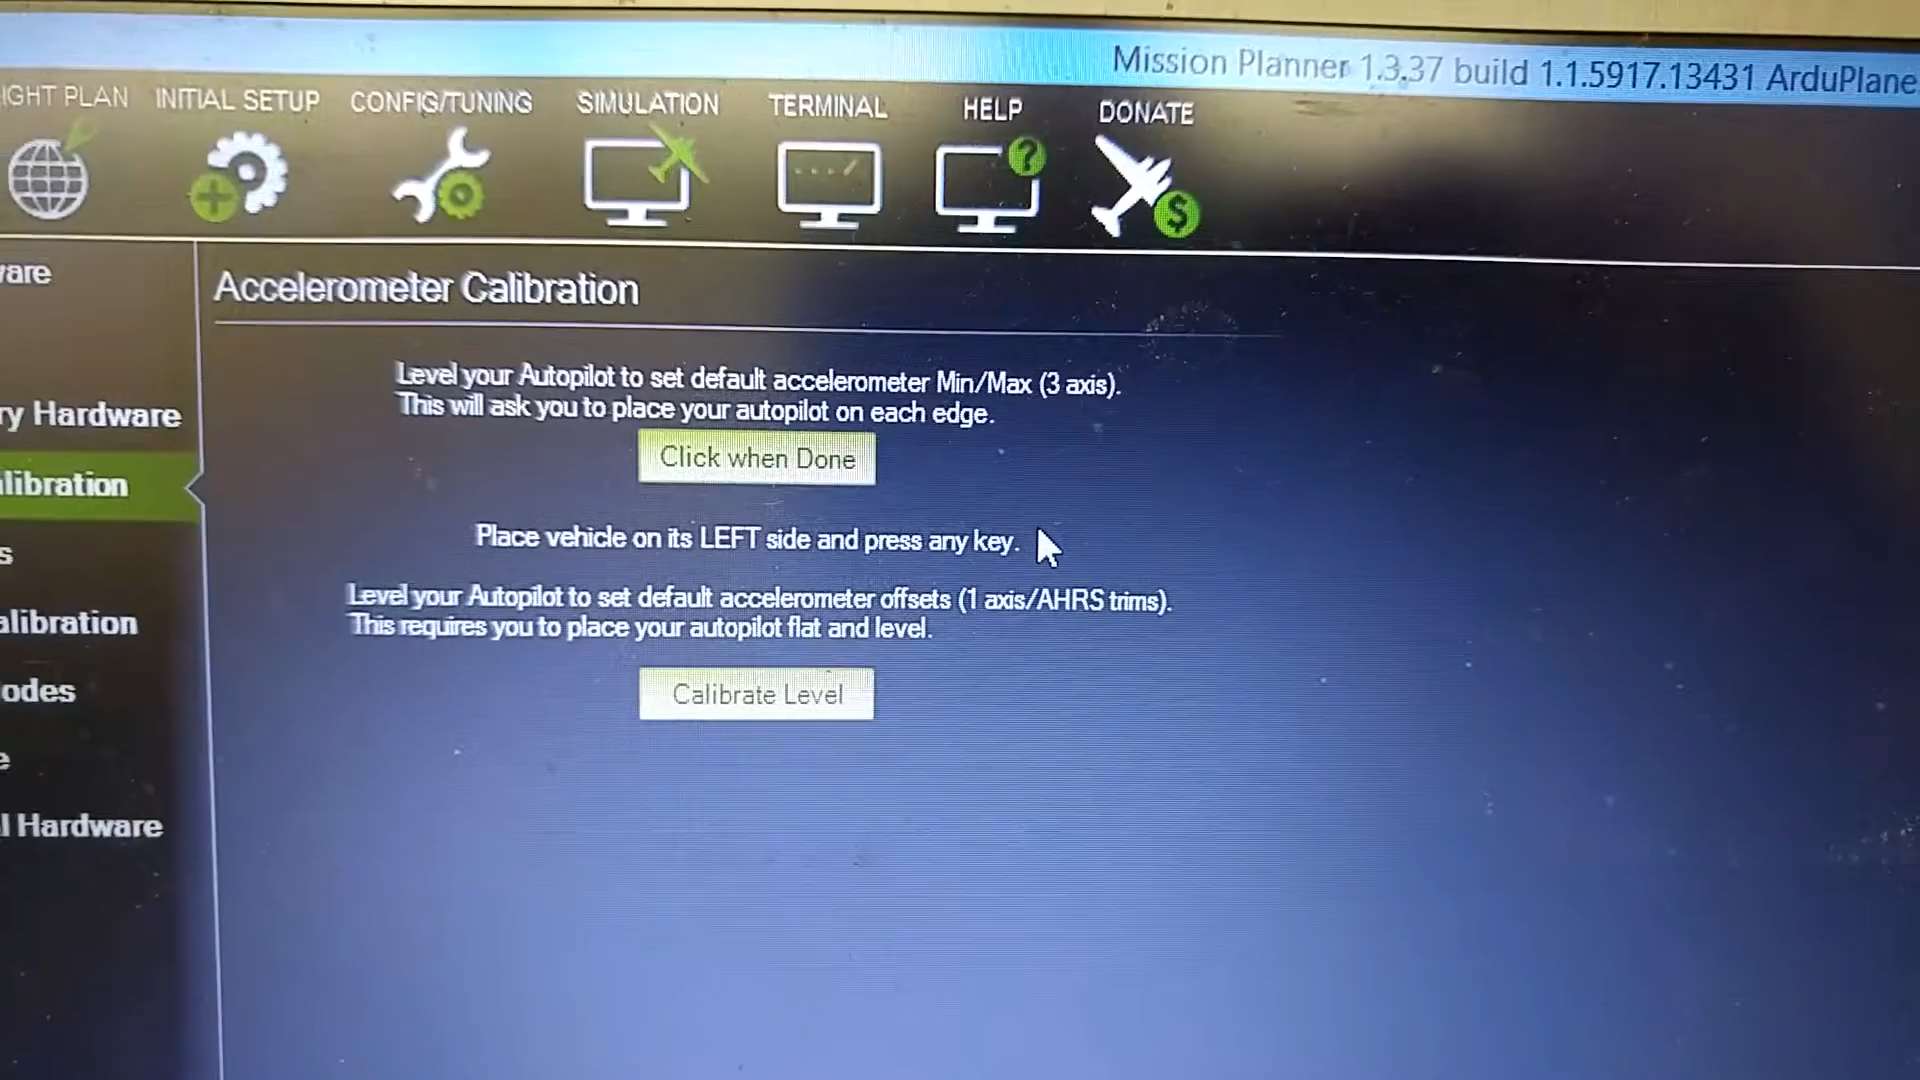 Mission Planner 1.3.37 build 1.1.5917.13431 ArduPlane
IGHT PLAN INITIAL SETUP CONFIG/TUNING SIMULATION TERMINAL HELP DONATE
are
Accelerometer Calibration
Level your Autopilot to set default accelerometer Min/Max (3 axis).
This will ask you to place your autopilot on each edge.
ry Hardware
Click when Done
libration
Place vehicle on its LEFT side and press any key.
s
Level your Autopilot to set default accelerometer offsets (1 axis/AHRS trims).
This requires you to place your autopilot flat and level.
alibration
odes
Calibrate Level
e
l Hardware